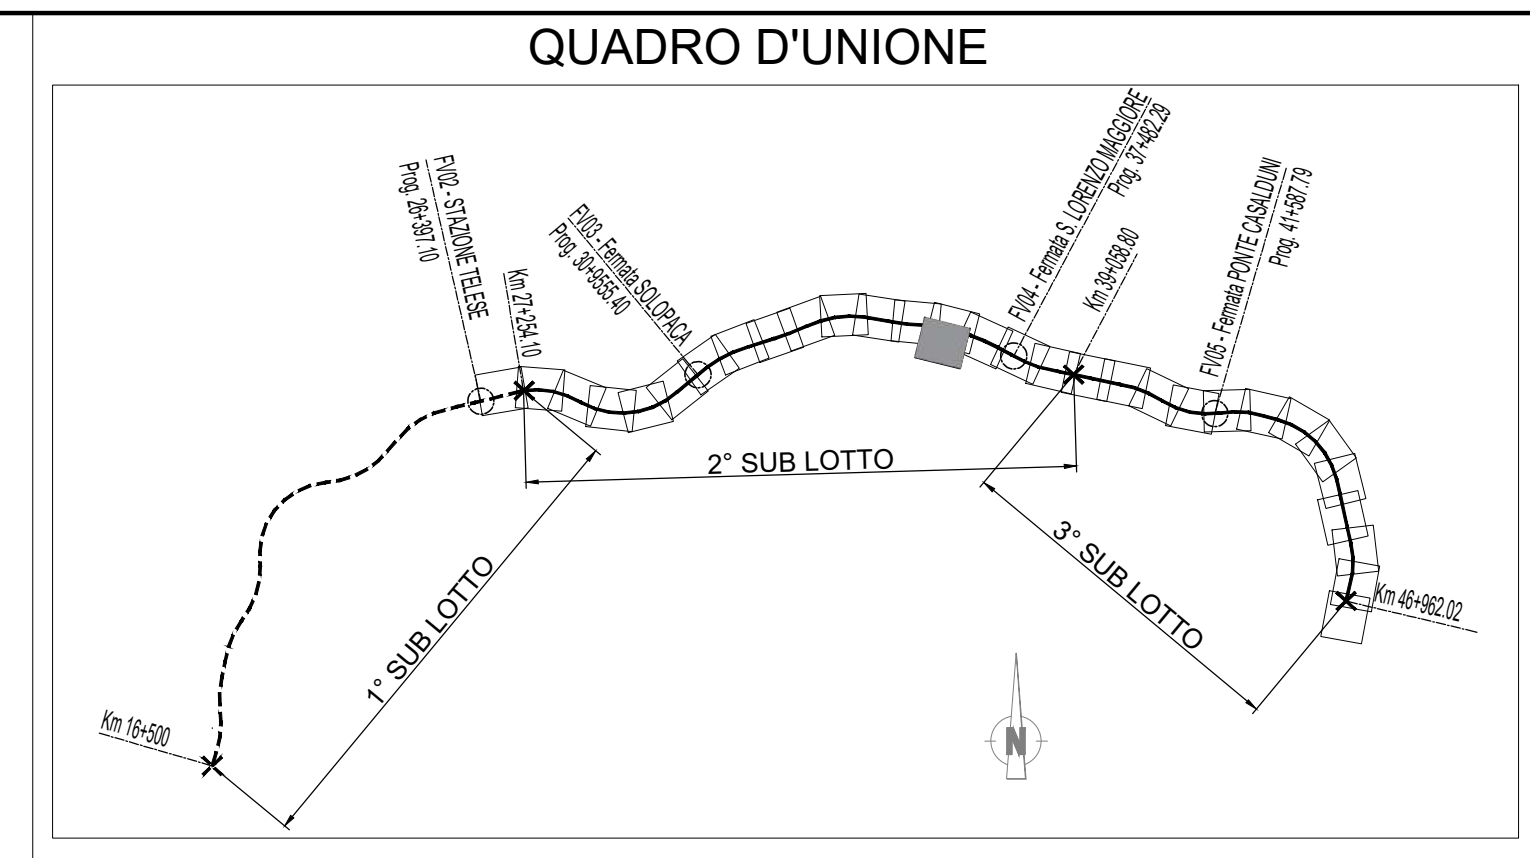 QUADRO D'UNIONE
FV02 - STAZIONE TELESE
Prog. 26+397.10
Km 27+254.10
FV03 - Fermata SOLOPACA
Prog. 30+9555.40
FV04 - Fermata S. LORENZO MAGGIORE
Prog. 37+482.29
Km 39+058.80
FV05 - Fermata PONTE CASALDUNI
Prog. 41+587.79
2° SUB LOTTO
1° SUB LOTTO
3° SUB LOTTO
Km 46+962.02
Km 16+500
N